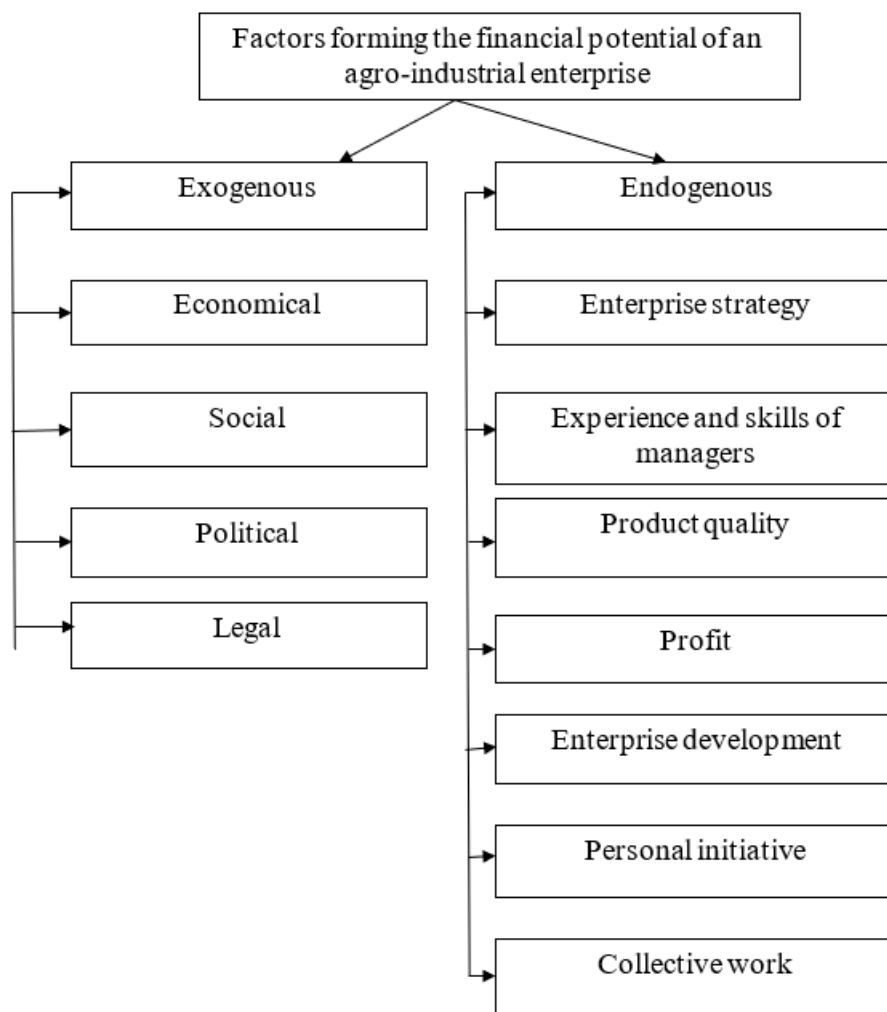 Factors forming the financial potential of an
agro-industrial enterprise
Exogenous
Economical
Social
Political
Legal
Endogenous
Enterprise strategy
Experience and skills of
managers
Product quality
Profit
Enterprise development
Personal initiative
Collective work